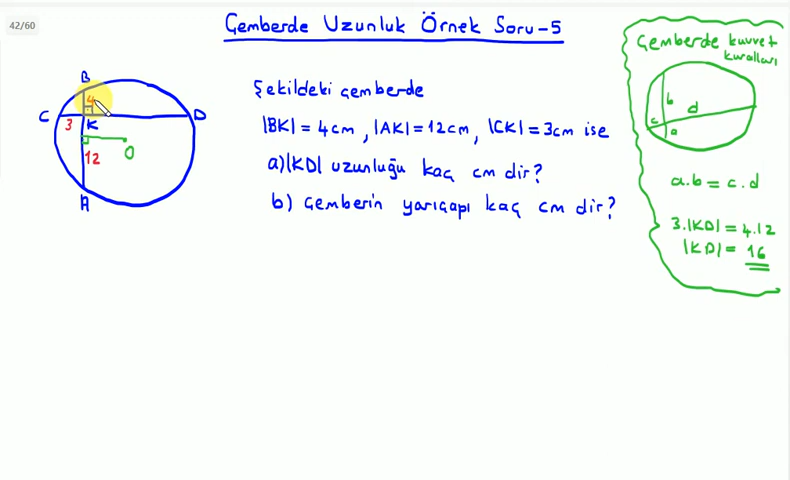 42/60
Çemberde Uzunluk Örnek Soru-5
Şekildeki çemberde
|BK| = 4cm, |AK| = 12cm, |CK| = 3cm ise
a) |KD| uzunluğu kaç cm dir?
b) Çemberin yarıçapı kaç cm dir?
B
4
C
D
3
K
O
12
A
Çemberde kuvvet
kuralları
b
d
c
a
a.b = c.d
3.|KD| = 4.12
|KD| = 16